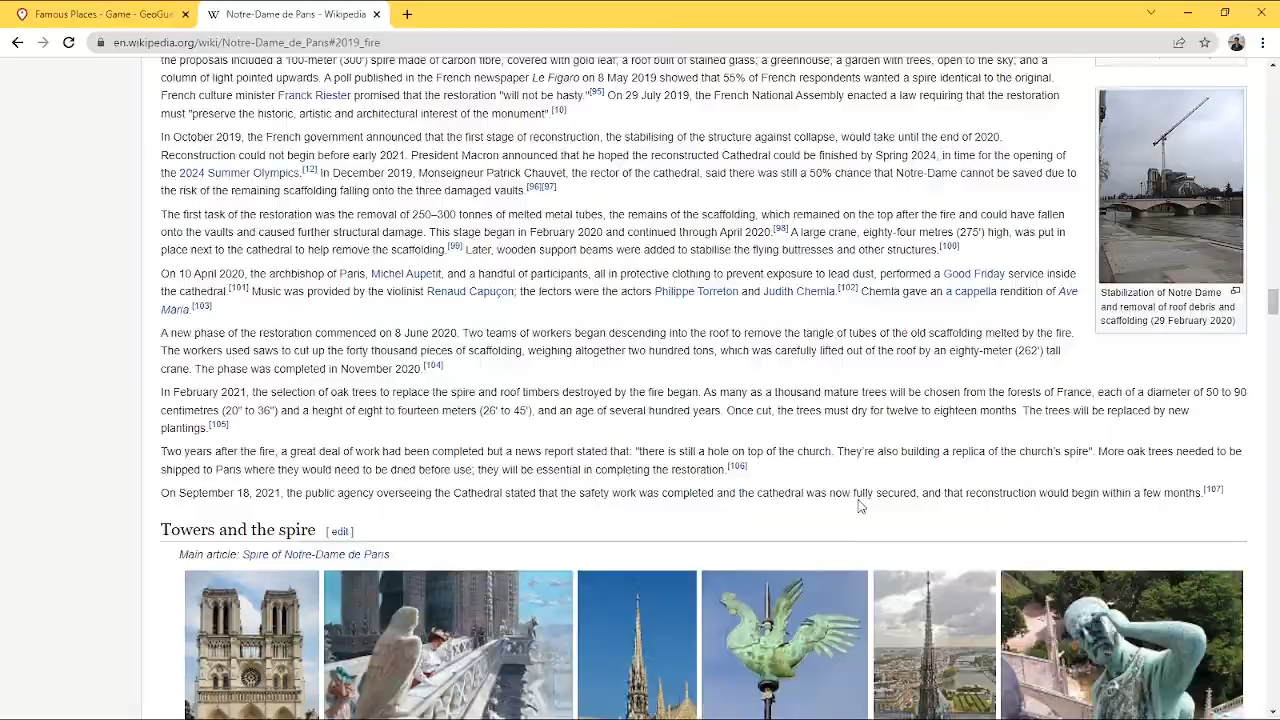 Famous Places - Game - GeoGu
Notre-Dame de Paris - Wikipedia
en.wikipedia.org/wiki/Notre-Dame_de_Paris#2019_fire
the proposals included a 100-meter (300') spire made of carbon fibre, covered with gold leaf; a roof built of stained glass; a greenhouse; a garden with trees, open to the sky; and a
column of light pointed upwards. A poll published in the French newspaper Le Figaro on 8 May 2019 showed that 55% of French respondents wanted a spire identical to the original.
French culture minister Franck Riester promised that the restoration "will not be hasty."[95] On 29 July 2019, the French National Assembly enacted a law requiring that the restoration
must "preserve the historic, artistic and architectural interest of the monument".[10]
In October 2019, the French government announced that the first stage of reconstruction, the stabilising of the structure against collapse, would take until the end of 2020.
Reconstruction could not begin before early 2021. President Macron announced that he hoped the reconstructed Cathedral could be finished by Spring 2024, in time for the opening of
the 2024 Summer Olympics.[12] In December 2019, Monseigneur Patrick Chauvet, the rector of the cathedral, said there was still a 50% chance that Notre-Dame cannot be saved due to
the risk of the remaining scaffolding falling onto the three damaged vaults.[96][97]
The first task of the restoration was the removal of 250–300 tonnes of melted metal tubes, the remains of the scaffolding, which remained on the top after the fire and could have fallen
onto the vaults and caused further structural damage. This stage began in February 2020 and continued through April 2020.[98] A large crane, eighty-four metres (275') high, was put in
place next to the cathedral to help remove the scaffolding.[99] Later, wooden support beams were added to stabilise the flying buttresses and other structures.[100]
On 10 April 2020, the archbishop of Paris, Michel Aupetit, and a handful of participants, all in protective clothing to prevent exposure to lead dust, performed a Good Friday service inside
the cathedral.[101] Music was provided by the violinist Renaud Capuçon; the lectors were the actors Philippe Torreton and Judith Chemla.[102] Chemla gave an a cappella rendition of Ave
Maria.[103]
A new phase of the restoration commenced on 8 June 2020. Two teams of workers began descending into the roof to remove the tangle of tubes of the old scaffolding melted by the fire.
The workers used saws to cut up the forty thousand pieces of scaffolding, weighing altogether two hundred tons, which was carefully lifted out of the roof by an eighty-meter (262') tall
crane. The phase was completed in November 2020.[104]
In February 2021, the selection of oak trees to replace the spire and roof timbers destroyed by the fire began. As many as a thousand mature trees will be chosen from the forests of France, each of a diameter of 50 to 90
centimetres (20" to 36") and a height of eight to fourteen meters (26' to 45'), and an age of several hundred years. Once cut, the trees must dry for twelve to eighteen months. The trees will be replaced by new
plantings.[105]
Two years after the fire, a great deal of work had been completed but a news report stated that: "there is still a hole on top of the church. They're also building a replica of the church's spire". More oak trees needed to be
shipped to Paris where they would need to be dried before use; they will be essential in completing the restoration.[106]
On September 18, 2021, the public agency overseeing the Cathedral stated that the safety work was completed and the cathedral was now fully secured, and that reconstruction would begin within a few months.[107]
Stabilization of Notre Dame
and removal of roof debris and
scaffolding (29 February 2020)
Towers and the spire [ edit ]
Main article: Spire of Notre-Dame de Paris